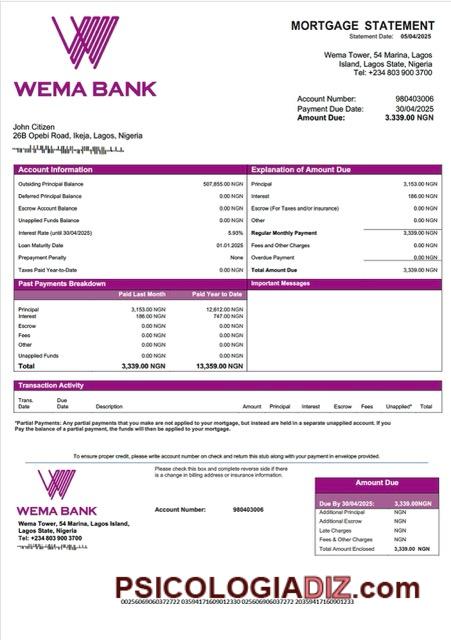 MORTGAGE STATEMENT
Statement Date: 05/04/2025
WEMA BANK
Wema Tower, 54 Marina, Lagos
Island, Lagos State, Nigeria
Tel: +234 803 900 3700
Account Number: 980403006
Payment Due Date: 30/04/2025
Amount Due: 3.339.00 NGN
John Citizen
26B Opebi Road, Ikeja, Lagos, Nigeria
Account Information
Outsiding Principal Balance 507,855.00 NGN
Deferred Principal Balance 0.00 NGN
Escrow Account Balance 0.00 NGN
Unapplied Funds Balance 0.00 NGN
Interest Rate (until 30/04/2025) 5.93%
Loan Maturity Date 01.01.2025
Prepayment Penalty None
Taxes Paid Year-to-Date 0.00 NGN
Explanation of Amount Due
Principal 3,153.00 NGN
Interest 186.00 NGN
Escrow (For Taxes and/or insurance) 0.00 NGN
Other 0.00 NGN
Regular Monthly Payment 3,339.00 NGN
Fees and Other Charges 0.00 NGN
Overdue Payment 0.00 NGN
Total Amount Due 3,339.00 NGN
Past Payments Breakdown
Paid Last Month Paid Year to Date
Principal 3,153.00 NGN 12,612.00 NGN
Interest 186.00 NGN 747.00 NGN
Escrow 0.00 NGN 0.00 NGN
Fees 0.00 NGN 0.00 NGN
Other 0.00 NGN 0.00 NGN
Unapplied Funds 0.00 NGN 0.00 NGN
Total 3,339.00 NGN 13,359.00 NGN
Important Messages
Transaction Activity
Trans. Date Due Date Description Amount Principal Interest Escrow Fees Unapplied* Total
*Partial Payments: Any partial payments that you make are not applied to your mortgage, but instead are held in a separate unapplied account. If you
Pay the balance of a partial payment, the funds will then be applied to your mortgage.
To ensure proper credit, please write account number on check and return this stub along with your payment in envelope provided.
Please check this box and complete reverse side if there
is a change in billing address or insurance information.
WEMA BANK
Account Number: 980403006
Wema Tower, 54 Marina, Lagos Island,
Lagos State, Nigeria
Tel: +234 803 900 3700
Amount Due
Due By 30/04/2025: 3,339.00NGN
Additional Principal NGN
Additional Escrow NGN
Late Charges NGN
Fees & Other Charges NGN
Total Amount Enclosed 3,339.00 NGN
PSICOLOGIADIZ.com